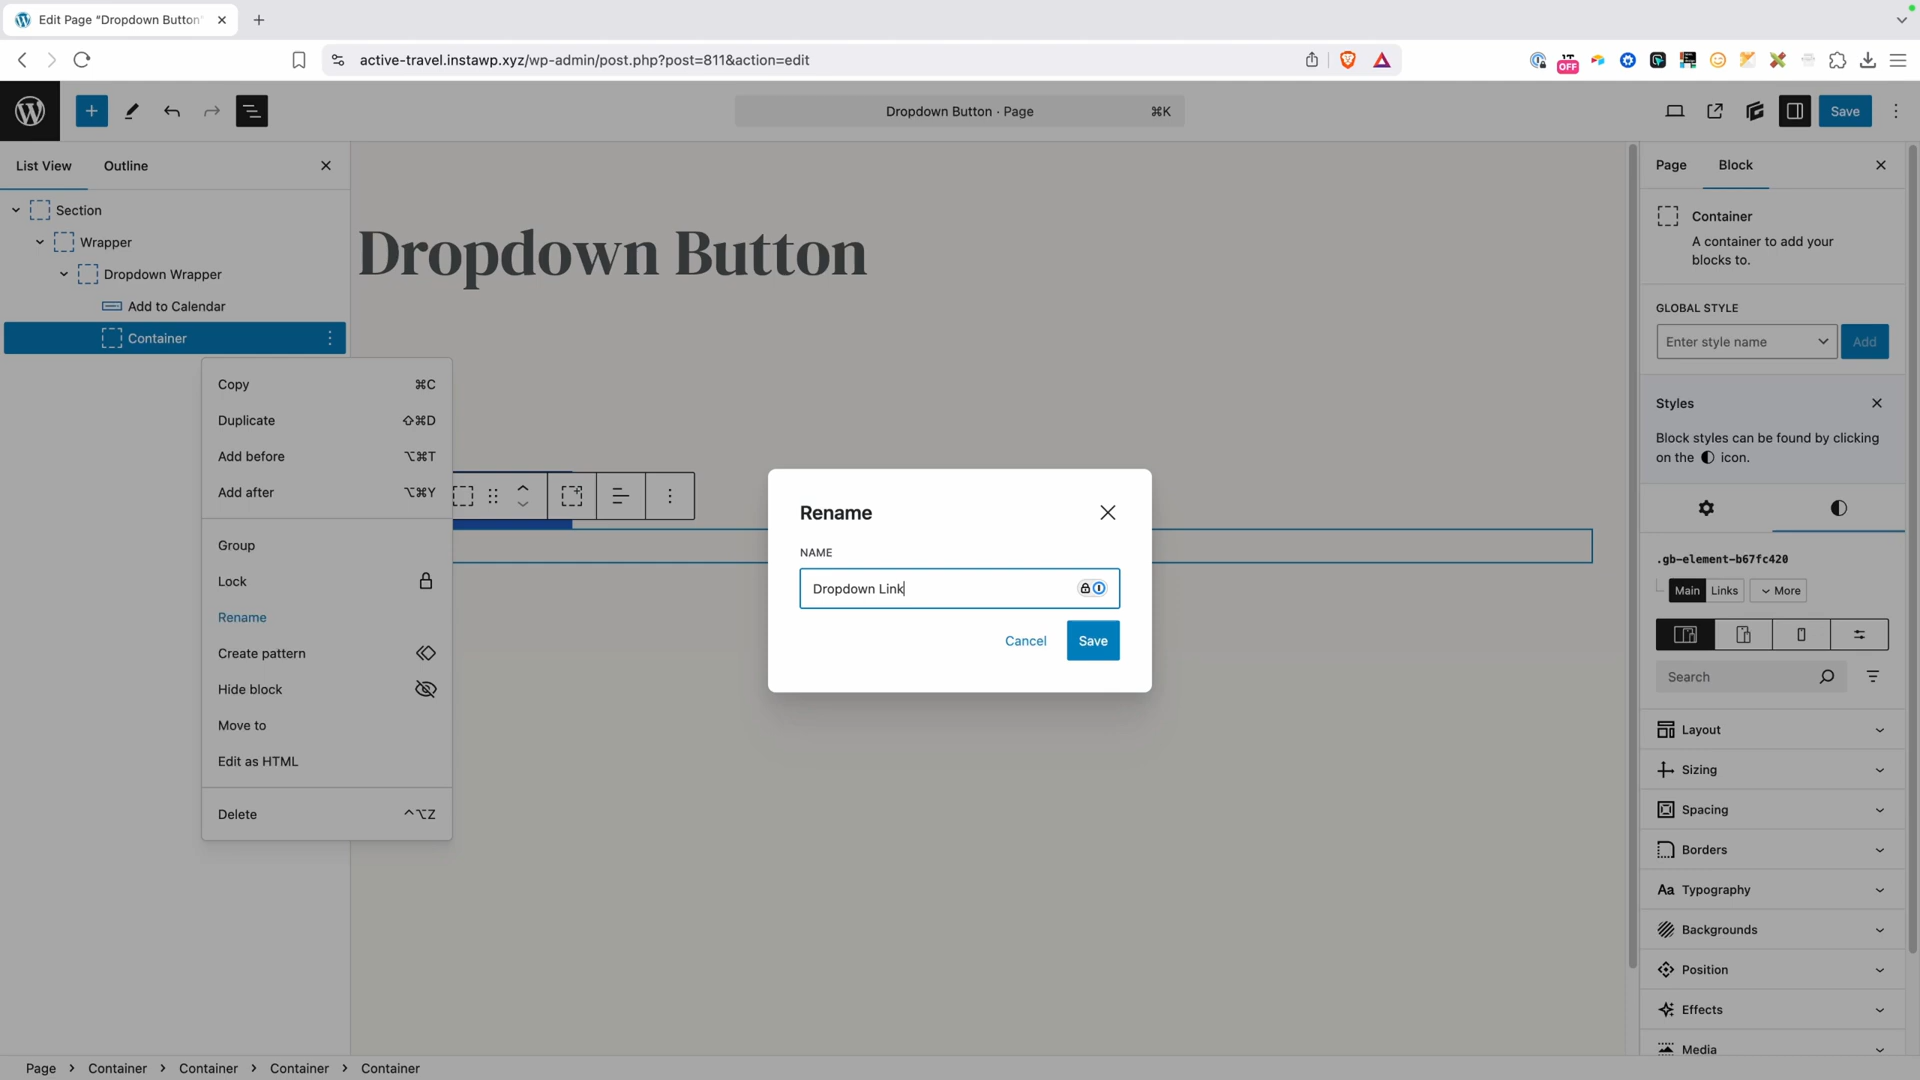 Edit Page “Dropdown Button”
active-travel.instawp.xyz/wp-admin/post.php?post=811&action=edit
OFF
Dropdown Button · Page
⌘K
Save
List View
Outline
Section
Wrapper
Dropdown Wrapper
Add to Calendar
Container
Copy ⌘C
Duplicate ⇧⌘D
Add before ⌥⌘T
Add after ⌥⌘Y
Group
Lock
Rename
Create pattern
Hide block
Move to
Edit as HTML
Delete ⌃⌥Z
Dropdown Button
Rename
NAME
Dropdown Link
Cancel
Save
Page
Block
Container
A container to add your
blocks to.
GLOBAL STYLE
Enter style name
Add
Styles
Block styles can be found by clicking
on the icon.
.gb-element-b67fc420
Main
Links
More
Search
Layout
Sizing
Spacing
Borders
Aa Typography
Backgrounds
Position
Effects
Media
Page > Container > Container > Container > Container